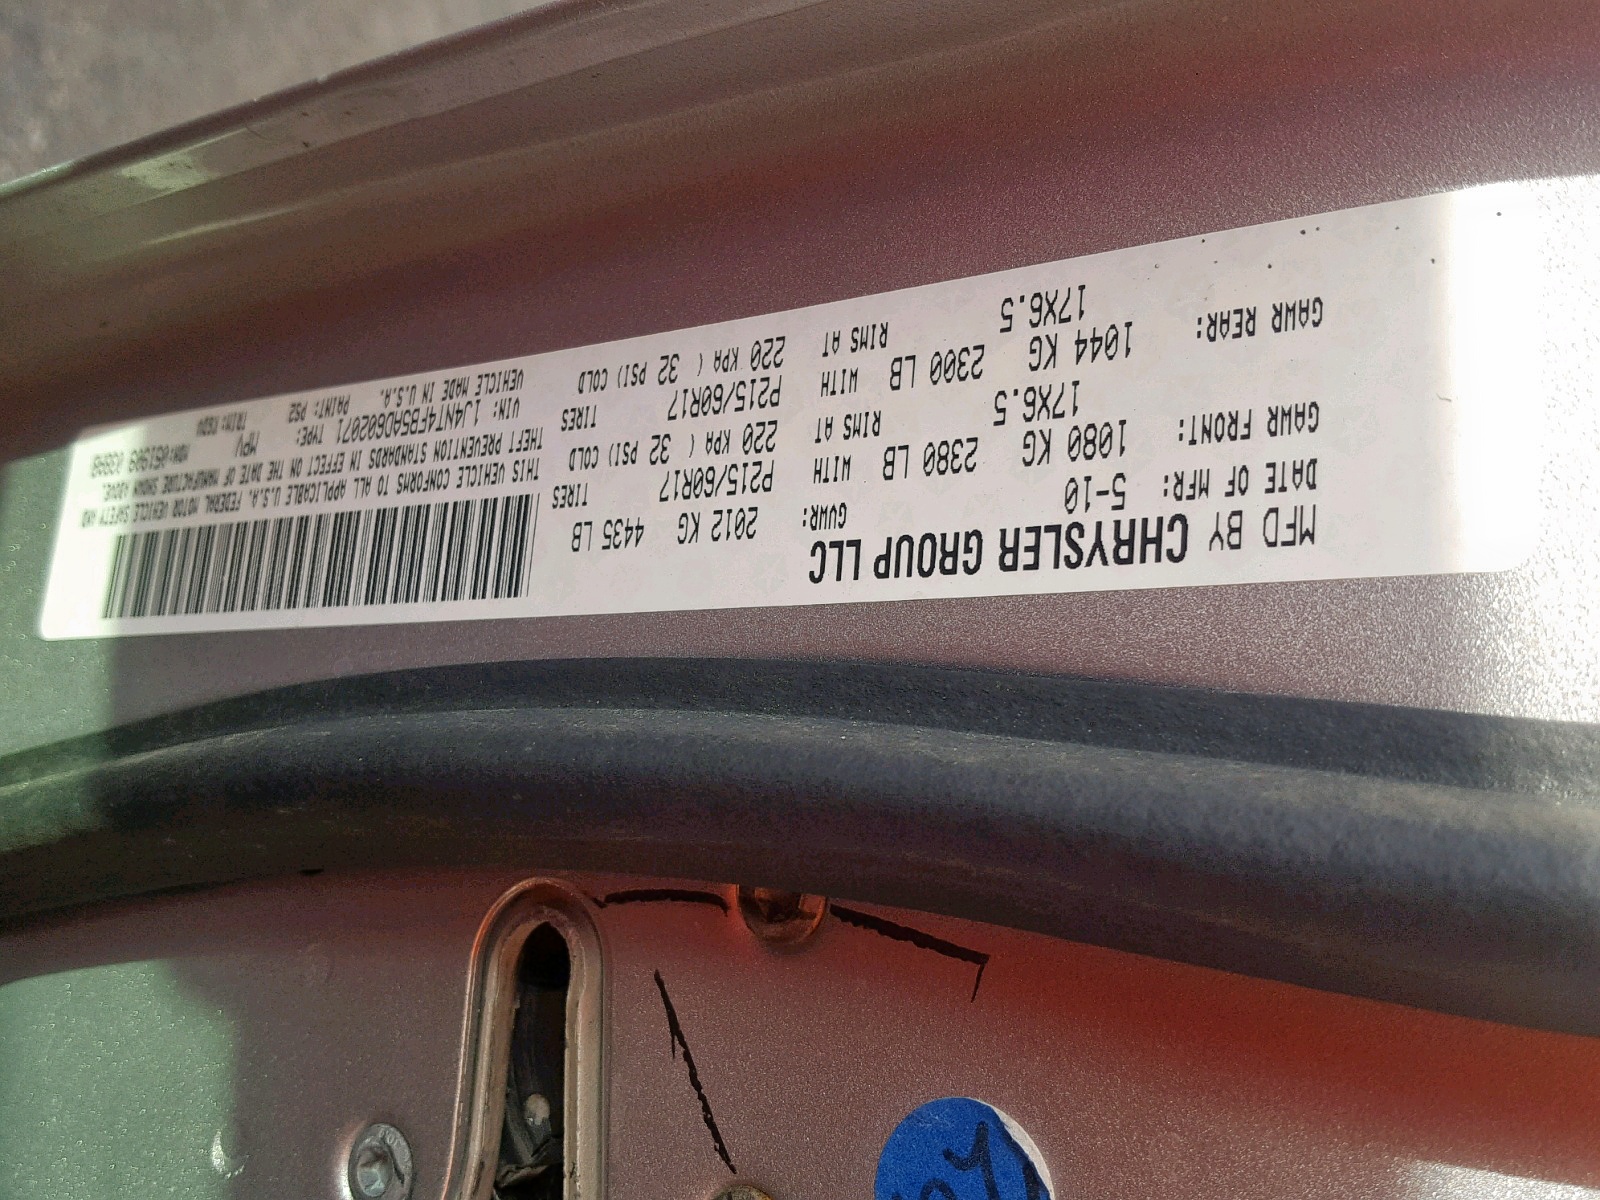 MFD BY CHRYSLER GROUP LLC
DATE OF MFR: 5-10 GVWR: 2012 KG 4435 LB
GAWR FRONT: 1080 KG 2380 LB WITH P215/60R17 TIRES
17X6.5 RIMS AT 220 KPA ( 32 PSI) COLD
GAWR REAR: 1044 KG 2300 LB WITH P215/60R17 TIRES
17X6.5 RIMS AT 220 KPA ( 32 PSI) COLD
THIS VEHICLE CONFORMS TO ALL APPLICABLE U.S.A. FEDERAL MOTOR VEHICLE SAFETY AND
THEFT PREVENTION STANDARDS IN EFFECT ON THE DATE OF MANUFACTURE SHOWN ABOVE.
VIN: 1J4NT4FB5AD602071 TYPE: MPV
VEHICLE MADE IN U.S.A. PAINT: PS2 TRIM: